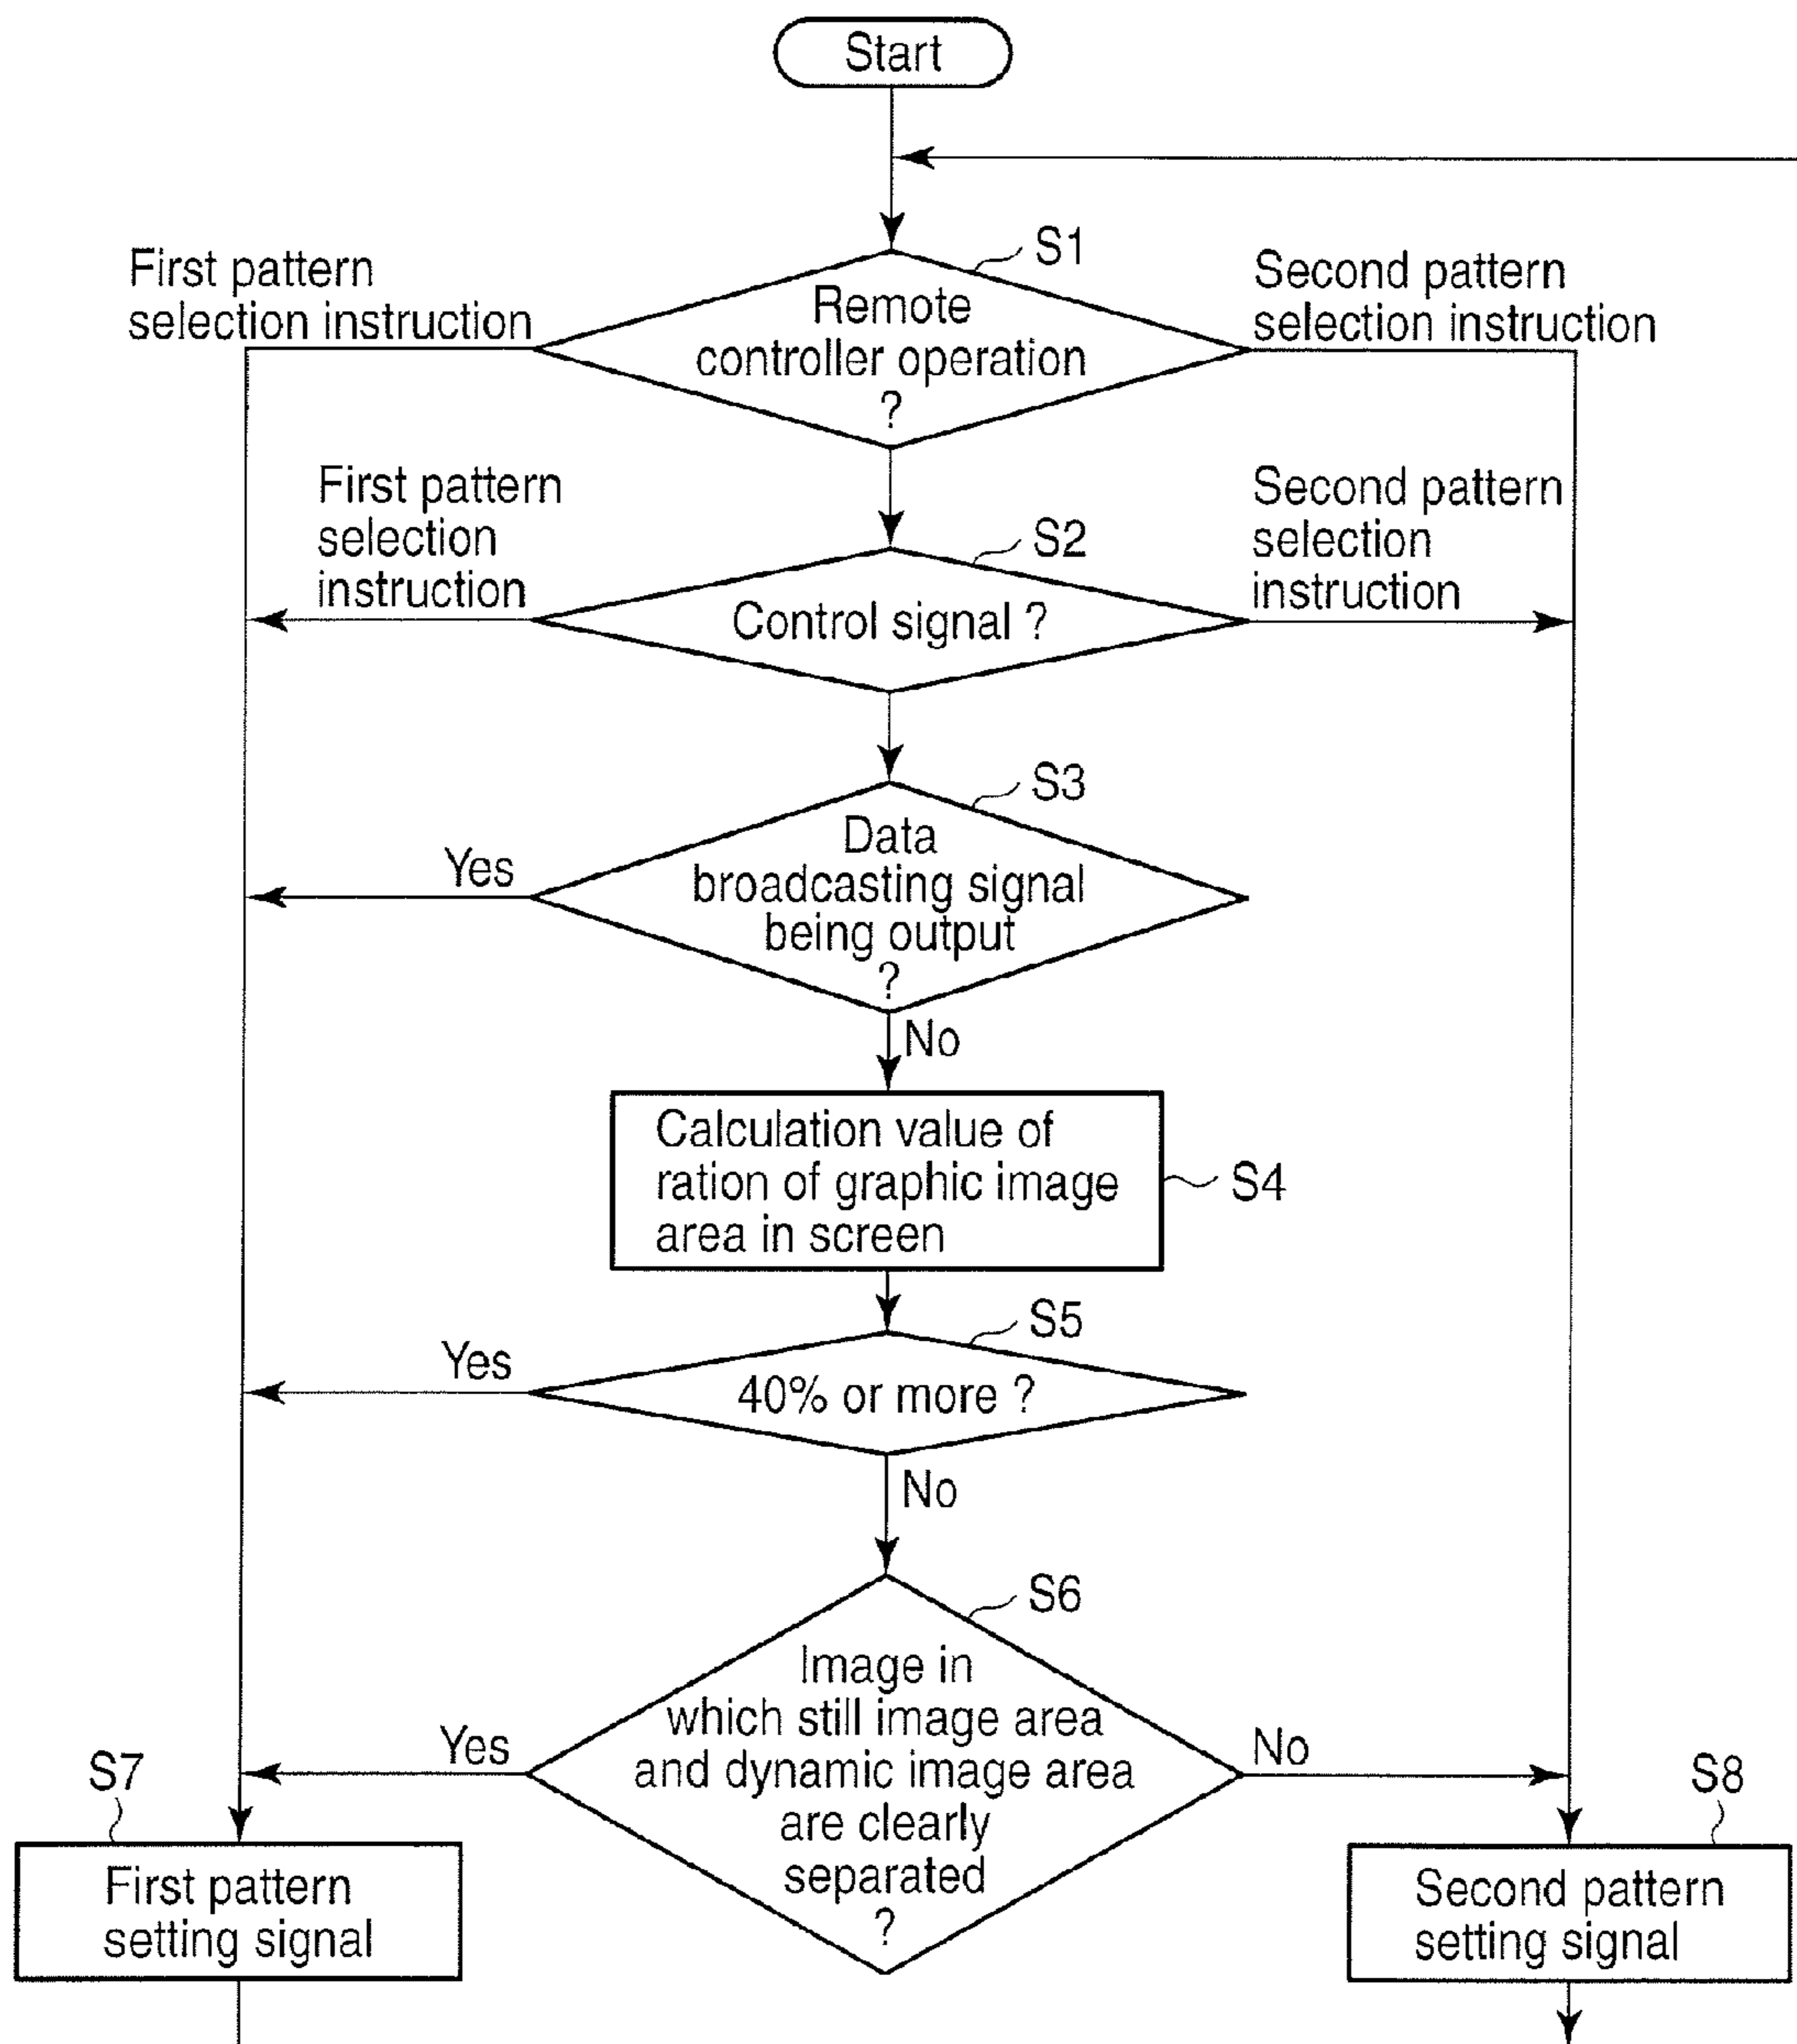 Start
First pattern
selection instruction
S1
Second pattern
selection instruction
Remote
controller operation
?
First pattern
selection
instruction
S2
Second pattern
selection
instruction
Control signal ?
S3
Yes
Data
broadcasting signal
being output
?
No
Calculation value of
ration of graphic image
area in screen
S4
S5
Yes
40% or more ?
No
S6
Image in
which still image area
and dynamic image area
are clearly
separated
?
Yes
No
S7
First pattern
setting signal
S8
Second pattern
setting signal